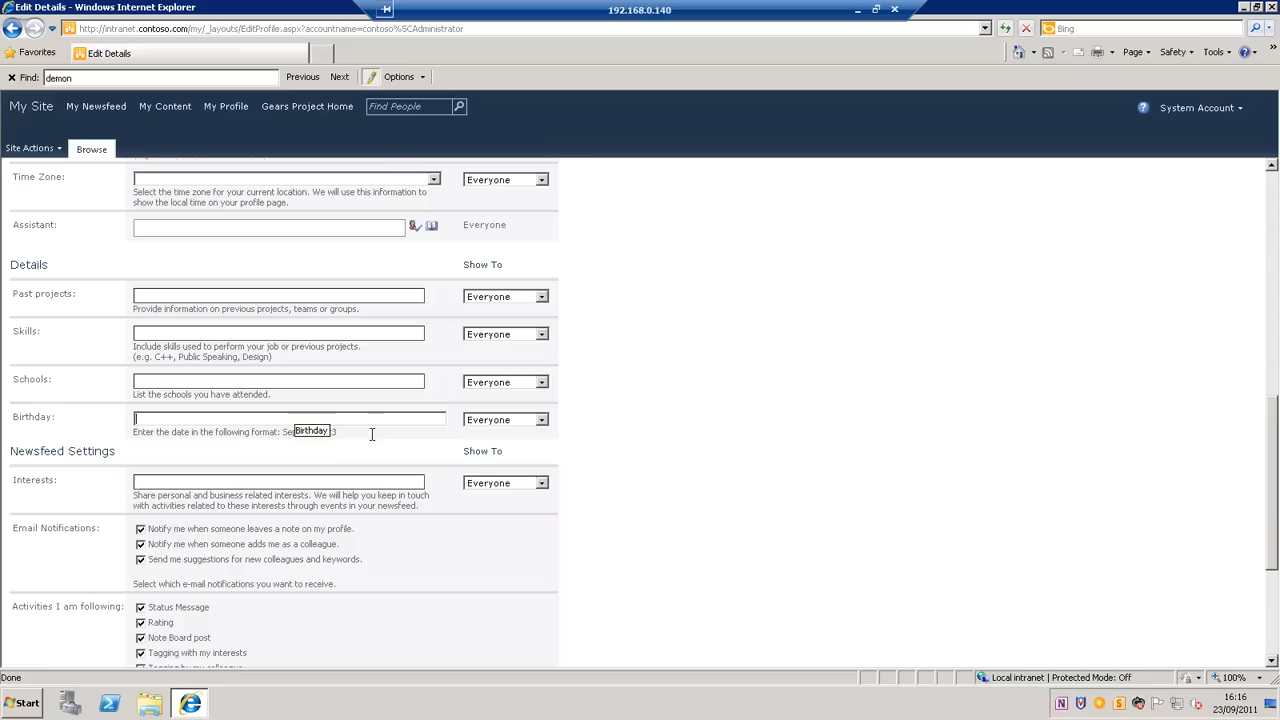 Edit Details - Windows Internet Explorer
192.168.0.140
http://intranet.contoso.com/my/_layouts/EditProfile.aspx?accountname=contoso%5CAdministrator
Bing
Favorites
Edit Details
Page
Safety
Tools
Find: demon
Previous
Next
Options
My Site
My Newsfeed
My Content
My Profile
Gears Project Home
Find People
System Account
Site Actions
Browse
Time Zone:
Everyone
Select the time zone for your current location. We will use this information to
show the local time on your profile page.
Assistant:
Everyone
Details
Show To
Past projects:
Everyone
Provide information on previous projects, teams or groups.
Skills:
Everyone
Include skills used to perform your job or previous projects.
(e.g. C++, Public Speaking, Design)
Schools:
Everyone
List the schools you have attended.
Birthday:
Everyone
Enter the date in the following format:
Birthday
Newsfeed Settings
Show To
Interests:
Everyone
Share personal and business related interests. We will help you keep in touch
with activities related to these interests through events in your newsfeed.
Email Notifications:
Notify me when someone leaves a note on my profile.
Notify me when someone adds me as a colleague.
Send me suggestions for new colleagues and keywords.
Select which e-mail notifications you want to receive.
Activities I am following:
Status Message
Rating
Note Board post
Tagging with my interests
Done
Local intranet | Protected Mode: Off
100%
Start
16:16
23/09/2011